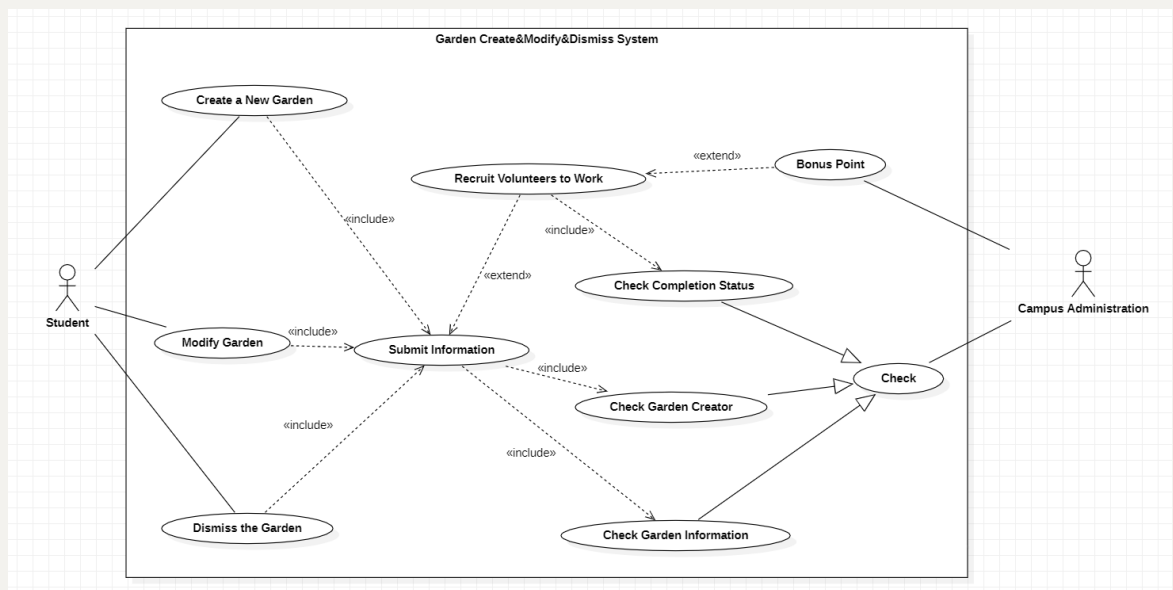 Garden Create&Modify&Dismiss System
Create a New Garden
«extend»
Bonus Point
Recruit Volunteers to Work
«include»
«include»
«extend»
Check Completion Status
Student
Campus Administration
Modify Garden
«include»
Submit Information
«include»
Check
Check Garden Creator
«include»
«include»
Dismiss the Garden
Check Garden Information